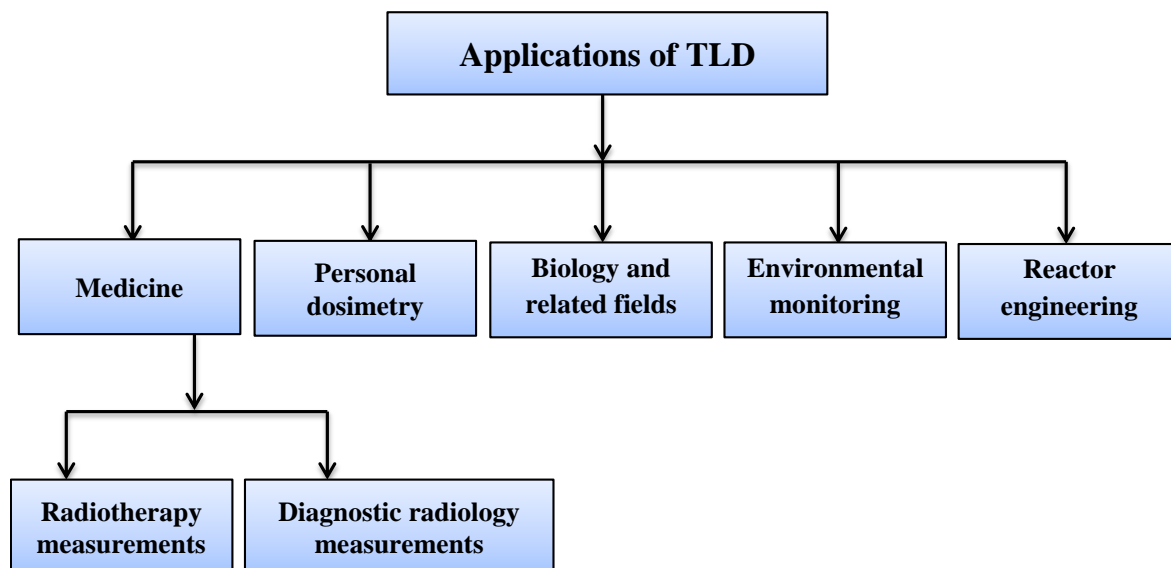 Applications of TLD
Medicine
Personal
dosimetry
Biology and
related fields
Environmental
monitoring
Reactor
engineering
Radiotherapy
measurements
Diagnostic radiology
measurements